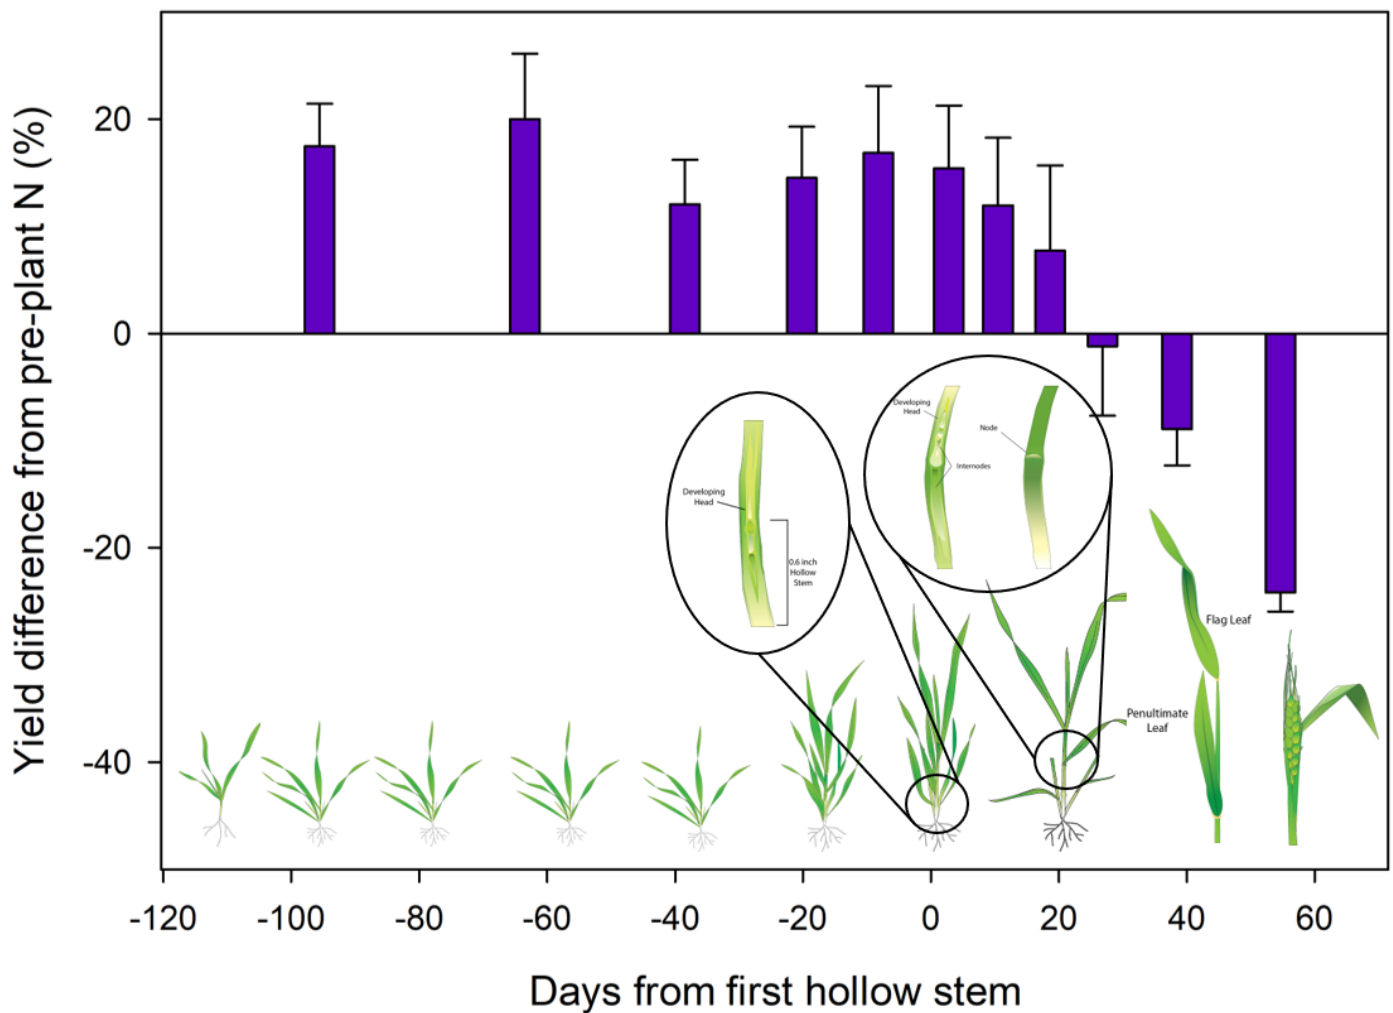 Yield difference from pre-plant N (%)
20
0
-20
-40
Developing
Head
Node
Internodes
Developing
Head
0.6 inch
Hollow
Stem
Flag Leaf
Penultimate
Leaf
-120 -100 -80 -60 -40 -20 0 20 40 60
Days from first hollow stem